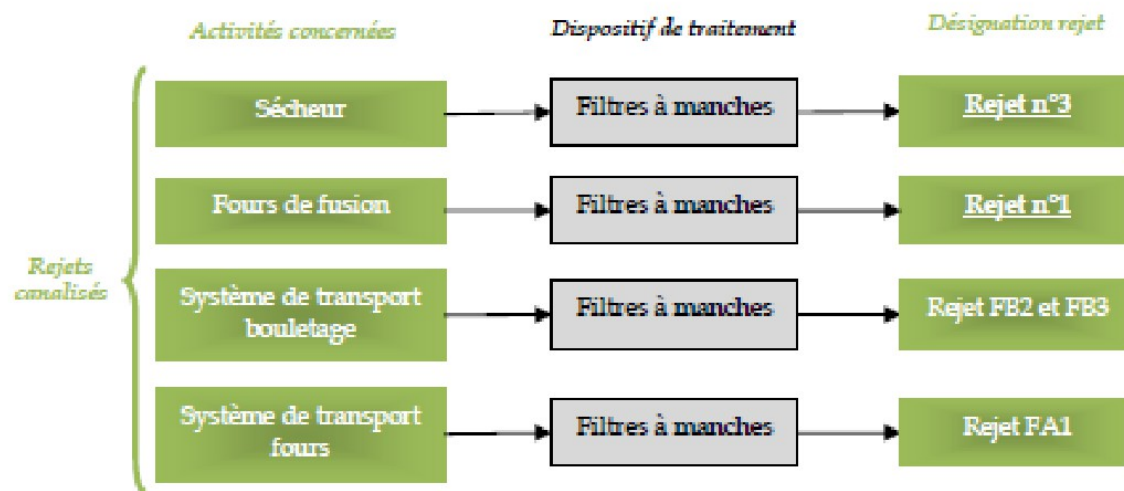 Activités concernées
Dispositif de traitement
Désignation rejet
Sécheur
Filtres à manches
Rejet n°3
Fours de fusion
Filtres à manches
Rejet n°1
Rejets
canalisés
Système de transport
bouletage
Filtres à manches
Rejet FB2 et FB3
Système de transport
fours
Filtres à manches
Rejet FA1